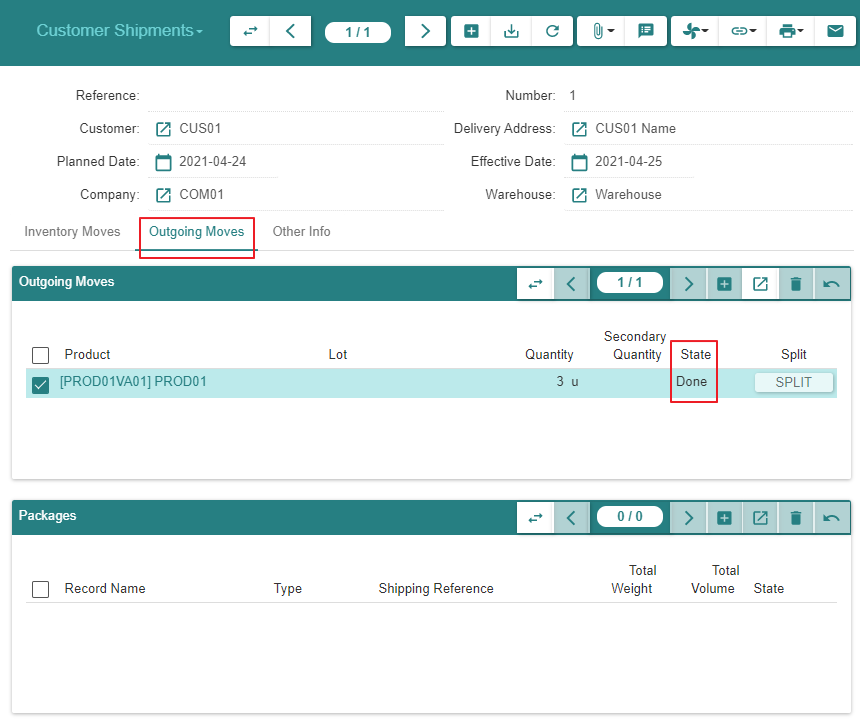 Customer Shipments
1 / 1
Reference:
Number: 1
Customer: CUS01
Delivery Address: CUS01 Name
Planned Date: 2021-04-24
Effective Date: 2021-04-25
Company: COM01
Warehouse: Warehouse
Inventory Moves Outgoing Moves Other Info
Outgoing Moves 1 / 1
Product Lot Quantity Secondary Quantity State Split
[PROD01VA01] PROD01 3 u Done SPLIT
Packages 0 / 0
Record Name Type Shipping Reference Total Weight Total Volume State